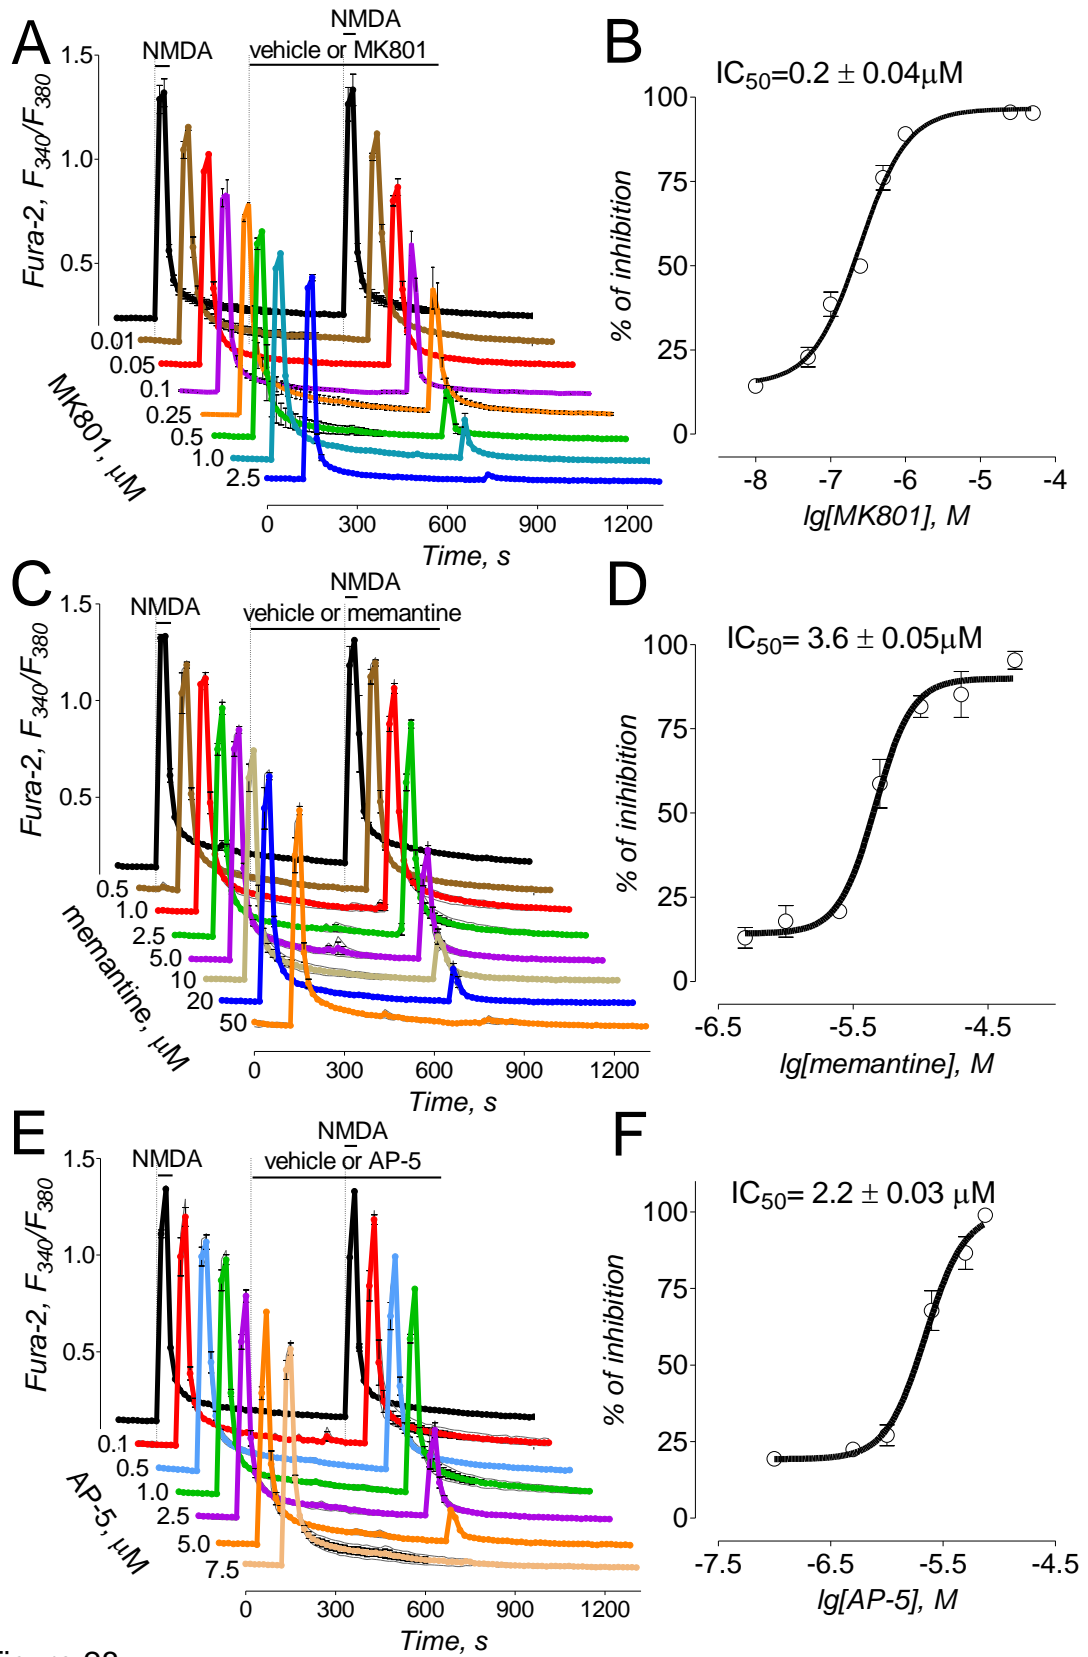 A
NMDA
NMDA
vehicle or MK801
1.5
1.0
0.5
Fura-2, F340/F380
0.01
0.05
0.1
0.25
0.5
1.0
2.5
MK801, μM
0 300 600 900 1200
Time, s
B
IC50=0.2 ± 0.04μM
100
75
50
25
0
% of inhibition
-8 -7 -6 -5 -4
lg[MK801], M
C
NMDA
NMDA
vehicle or memantine
1.5
1.0
0.5
Fura-2, F340/F380
0.5
1.0
2.5
5.0
10
20
50
memantine, μM
0 300 600 900 1200
Time, s
D
IC50= 3.6 ± 0.05μM
100
75
50
25
0
% of inihibition
-6.5 -5.5 -4.5
lg[memantine], M
E
NMDA
NMDA
vehicle or AP-5
1.5
1.0
0.5
Fura-2, F340/F380
0.1
0.5
1.0
2.5
5.0
7.5
AP-5, μM
0 300 600 900 1200
Time, s
F
IC50= 2.2 ± 0.03 μM
100
75
50
25
0
% of inhibition
-7.5 -6.5 -5.5 -4.5
lg[AP-5], M